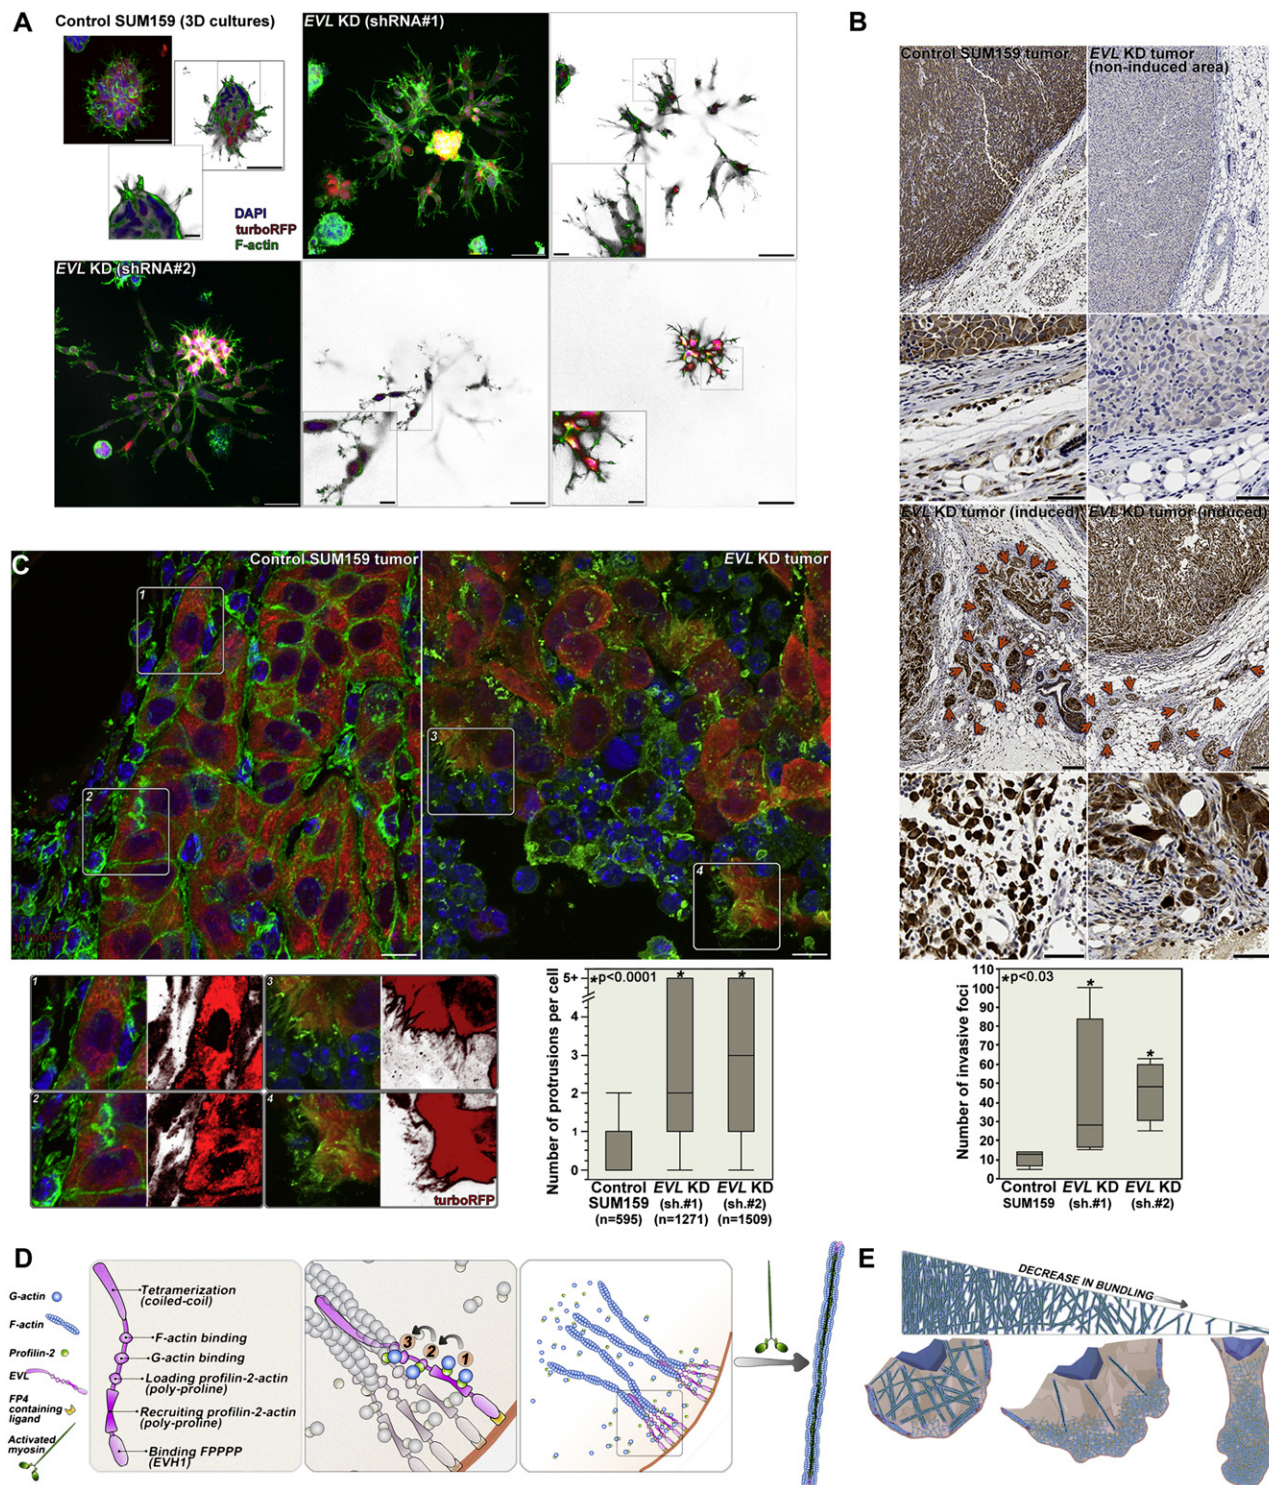 A
Control SUM159 (3D cultures)
EVL KD (shRNA#1)
DAPI
turboRFP
F-actin
EVL KD (shRNA#2)
B
Control SUM159 tumor
EVL KD tumor
(non-induced area)
EVL KD tumor (induced)
EVL KD tumor (induced)
C
Control SUM159 tumor
EVL KD tumor
1
2
3
4
turboRFP
1
2
3
4
turboRFP
*p<0.0001
Number of protrusions per cell
5+
4
3
2
1
0
*
*
Control
SUM159
(n=595)
EVL KD
(sh.#1)
(n=1271)
EVL KD
(sh.#2)
(n=1509)
*p<0.03
Number of invasive foci
110
100
90
80
70
60
50
40
30
20
10
0
*
*
Control
SUM159
EVL KD
(sh.#1)
EVL KD
(sh.#2)
D
G-actin
F-actin
Profilin-2
EVL
FP4
containing
ligand
Activated
myosin
Tetramerization
(coiled-coil)
F-actin binding
G-actin binding
Loading profilin-2-actin
(poly-proline)
Recruiting profilin-2-actin
(poly-proline)
Binding FPPPP
(EVH1)
3
2
1
E
DECREASE IN BUNDLING